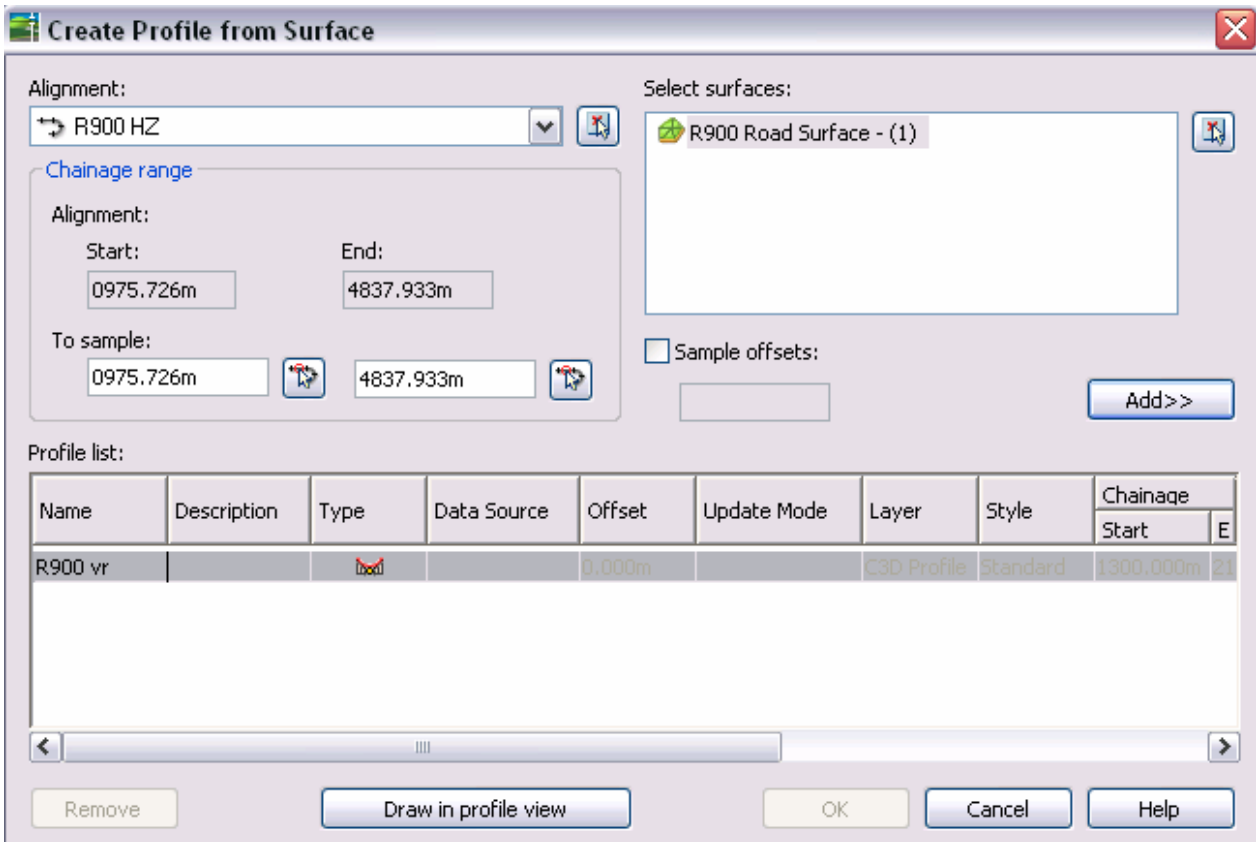 Create Profile from Surface
Alignment:
R900 HZ
Select surfaces:
R900 Road Surface - (1)
Chainage range
Alignment:
Start: End:
0975.726m 4837.933m
To sample:
0975.726m 4837.933m
Sample offsets:
Add>>
Profile list:
Name Description Type Data Source Offset Update Mode Layer Style Chainage
Start E
R900 vr 0.000m C3D Profile Standard 1300.000m 21
Remove Draw in profile view OK Cancel Help